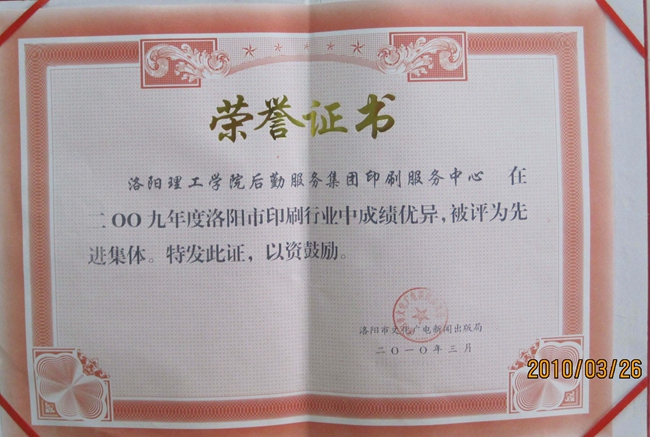 荣誉证书
洛阳理工学院后勤服务集团印刷服务中心 在
二OO九年度洛阳市印刷行业中成绩优异，被评为先
进集体。特发此证，以资鼓励。
洛阳市文化广电新闻出版局
二〇一〇年三月
2010/03/26